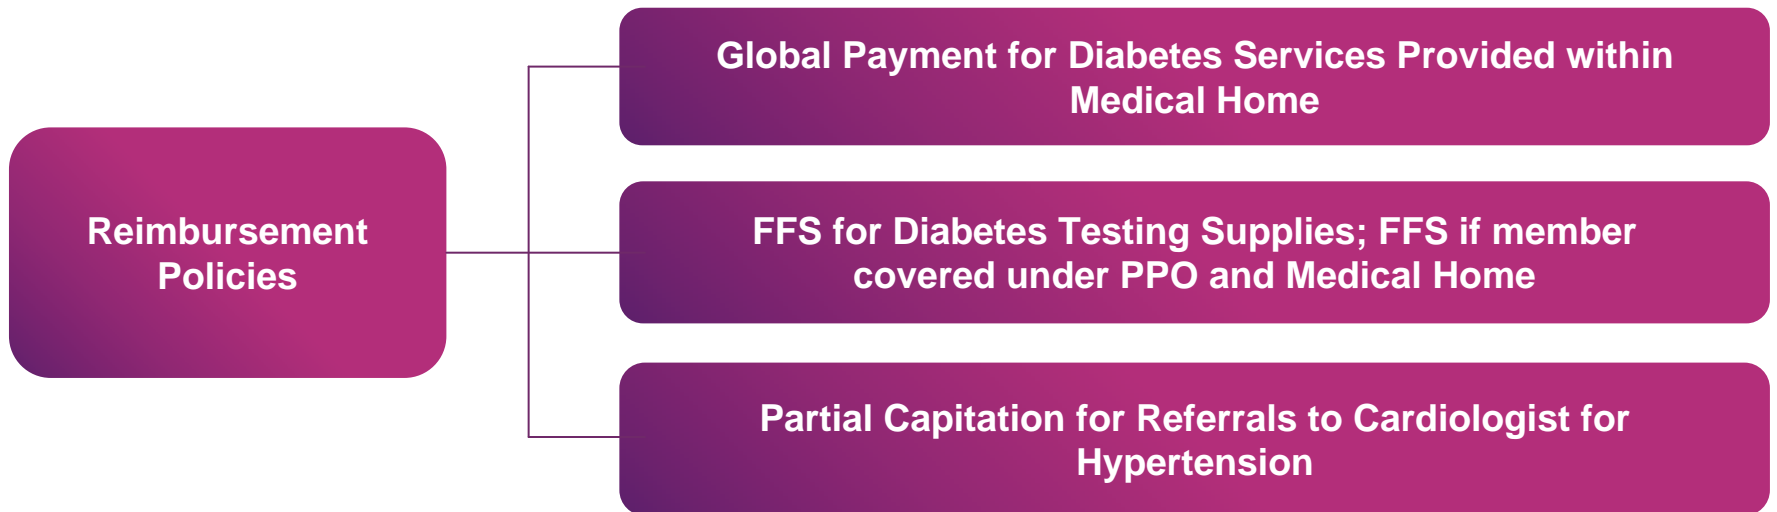 Reimbursement
Policies
Global Payment for Diabetes Services Provided within
Medical Home
FFS for Diabetes Testing Supplies; FFS if member
covered under PPO and Medical Home
Partial Capitation for Referrals to Cardiologist for
Hypertension